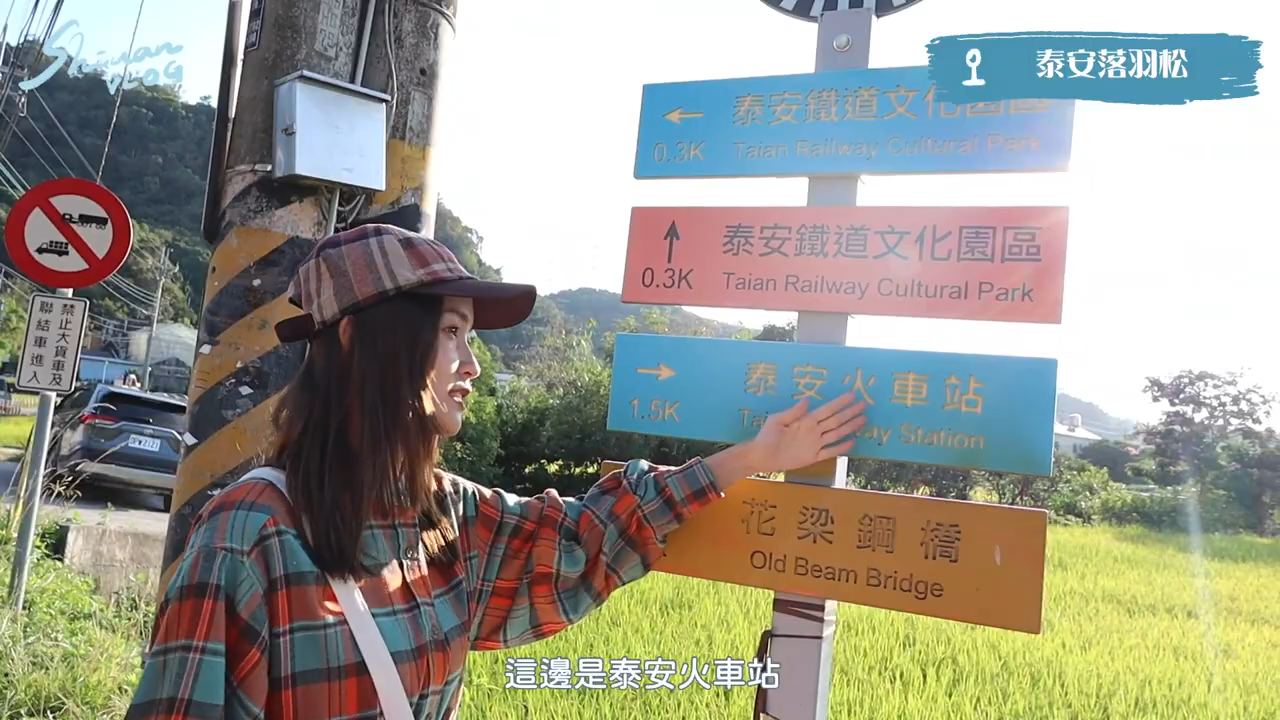 Shinyan
Vlog
泰安落羽松
泰安鐵道文化園區
0.3K Taian Railway Cultural Park
泰安鐵道文化園區
0.3K Taian Railway Cultural Park
泰安火車站
1.5K Station
花梁鋼橋
Old Beam Bridge
禁止大貨車及
聯結車進入
這邊是泰安火車站